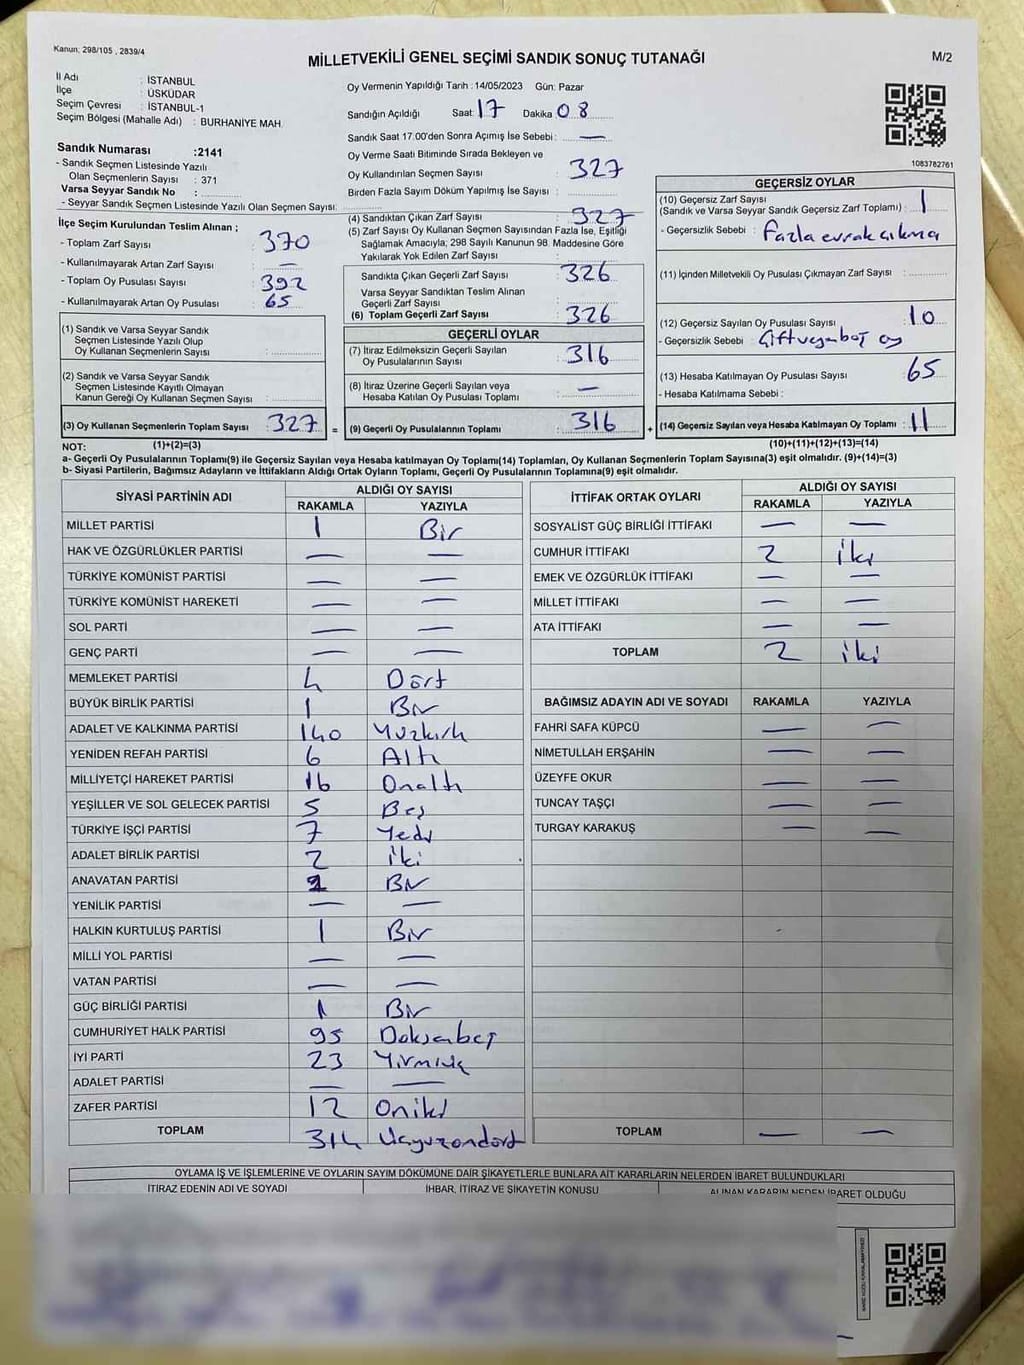 Kanun: 298/105 , 2839/4
MİLLETVEKİLİ GENEL SEÇİMİ SANDIK SONUÇ TUTANAĞI
M/2
İl Adı : İSTANBUL
İlçe : ÜSKÜDAR
Seçim Çevresi : İSTANBUL-1
Seçim Bölgesi (Mahalle Adı) : BURHANİYE MAH.
Sandık Numarası :2141
- Sandık Seçmen Listesinde Yazılı
Olan Seçmenlerin Sayısı : 371
Varsa Seyyar Sandık No :
- Seyyar Sandık Seçmen Listesinde Yazılı Olan Seçmen Sayısı:
Oy Vermenin Yapıldığı Tarih : 14/05/2023 Gün: Pazar
Sandığın Açıldığı Saat: 17 Dakika 08
Sandık Saat 17.00'den Sonra Açımış İse Sebebi : —
Oy Verme Saati Bitiminde Sırada Bekleyen ve
Oy Kullandırılan Seçmen Sayısı : 327
Birden Fazla Sayım Döküm Yapılmış İse Sayısı :
1083782761
İlçe Seçim Kurulundan Teslim Alınan ;
- Toplam Zarf Sayısı : 370
- Kullanılmayarak Artan Zarf Sayısı : —
- Toplam Oy Pusulası Sayısı : 392
- Kullanılmayarak Artan Oy Pusulası : 65
(1) Sandık ve Varsa Seyyar Sandık
Seçmen Listesinde Yazılı Olup
Oy Kullanan Seçmenlerin Sayısı :
(2) Sandık ve Varsa Seyyar Sandık
Seçmen Listesinde Kayıtlı Olmayan
Kanun Gereği Oy Kullanan Seçmen Sayısı :
(3) Oy Kullanan Seçmenlerin Toplam Sayısı : 327 =
(4) Sandıktan Çıkan Zarf Sayısı : 327
(5) Zarf Sayısı Oy Kullanan Seçmen Sayısından Fazla İse, Eşitliği
Sağlamak Amacıyla; 298 Sayılı Kanunun 98. Maddesine Göre
Yakılarak Yok Edilen Zarf Sayısı :
Sandıkta Çıkan Geçerli Zarf Sayısı : 326
Varsa Seyyar Sandıktan Teslim Alınan
Geçerli Zarf Sayısı :
(6) Toplam Geçerli Zarf Sayısı : 326
GEÇERLİ OYLAR
(7) İtiraz Edilmeksizin Geçerli Sayılan
Oy Pusulalarının Sayısı : 316
(8) İtiraz Üzerine Geçerli Sayılan veya
Hesaba Katılan Oy Pusulası Toplamı : —
(9) Geçerli Oy Pusulalarının Toplamı : 316 +
GEÇERSİZ OYLAR
(10) Geçersiz Zarf Sayısı
(Sandık ve Varsa Seyyar Sandık Geçersiz Zarf Toplamı) : 1
- Geçersizlik Sebebi : Fazla evrak çıkma
(11) İçinden Milletvekili Oy Pusulası Çıkmayan Zarf Sayısı :
(12) Geçersiz Sayılan Oy Pusulası Sayısı : 10
- Geçersizlik Sebebi : Çift veya boş oy
(13) Hesaba Katılmayan Oy Pusulası Sayısı : 65
- Hesaba Katılmama Sebebi :
(14) Geçersiz Sayılan veya Hesaba Katılmayan Oy Toplamı : 11
NOT: (1)+(2)=(3) (10)+(11)+(12)+(13)=(14)
a- Geçerli Oy Pusulalarının Toplamı(9) ile Geçersiz Sayılan veya Hesaba katılmayan Oy Toplamı(14) Toplamları, Oy Kullanan Seçmenlerin Toplam Sayısına(3) eşit olmalıdır. (9)+(14)=(3)
b- Siyasi Partilerin, Bağımsız Adayların ve İttifakların Aldığı Ortak Oyların Toplamı, Geçerli Oy Pusulalarının Toplamına(9) eşit olmalıdır.
SİYASİ PARTİNİN ADI ALDIĞI OY SAYISI
RAKAMLA YAZIYLA
MİLLET PARTİSİ 1 Bir
HAK VE ÖZGÜRLÜKLER PARTİSİ — —
TÜRKİYE KOMÜNİST PARTİSİ — —
TÜRKİYE KOMÜNİST HAREKETİ — —
SOL PARTİ — —
GENÇ PARTİ — —
MEMLEKET PARTİSİ 4 Dört
BÜYÜK BİRLİK PARTİSİ 1 Bir
ADALET VE KALKINMA PARTİSİ 140 Yüzkırk
YENİDEN REFAH PARTİSİ 6 Altı
MİLLİYETÇİ HAREKET PARTİSİ 16 Onaltı
YEŞİLLER VE SOL GELECEK PARTİSİ 5 Beş
TÜRKİYE İŞÇİ PARTİSİ 7 Yedi
ADALET BİRLİK PARTİSİ 2 iki
ANAVATAN PARTİSİ 1 Bir
YENİLİK PARTİSİ — —
HALKIN KURTULUŞ PARTİSİ 1 Bir
MİLLİ YOL PARTİSİ — —
VATAN PARTİSİ — —
GÜÇ BİRLİĞİ PARTİSİ 1 Bir
CUMHURİYET HALK PARTİSİ 95 Doksanbeş
İYİ PARTİ 23 Yirmiüç
ADALET PARTİSİ — —
ZAFER PARTİSİ 12 Oniki
TOPLAM 314 Üçyüzondört
İTTİFAK ORTAK OYLARI ALDIĞI OY SAYISI
RAKAMLA YAZIYLA
SOSYALİST GÜÇ BİRLİĞİ İTTİFAKI — —
CUMHUR İTTİFAKI 2 iki
EMEK VE ÖZGÜRLÜK İTTİFAKI — —
MİLLET İTTİFAKI — —
ATA İTTİFAKI — —
TOPLAM 2 iki
BAĞIMSIZ ADAYIN ADI VE SOYADI RAKAMLA YAZIYLA
FAHRİ SAFA KÜPCÜ — —
NİMETULLAH ERŞAHİN — —
ÜZEYFE OKUR — —
TUNCAY TAŞÇI — —
TURGAY KARAKUŞ — —
TOPLAM — —
OYLAMA İŞ VE İŞLEMLERİNE VE OYLARIN SAYIM DÖKÜMÜNE DAİR ŞİKAYETLERLE BUNLARA AİT KARARLARIN NELERDEN İBARET BULUNDUKLARI
İTİRAZ EDENİN ADI VE SOYADI İHBAR, İTİRAZ VE ŞİKAYETİN KONUSU ALINAN KARARIN NEDEN İBARET OLDUĞU